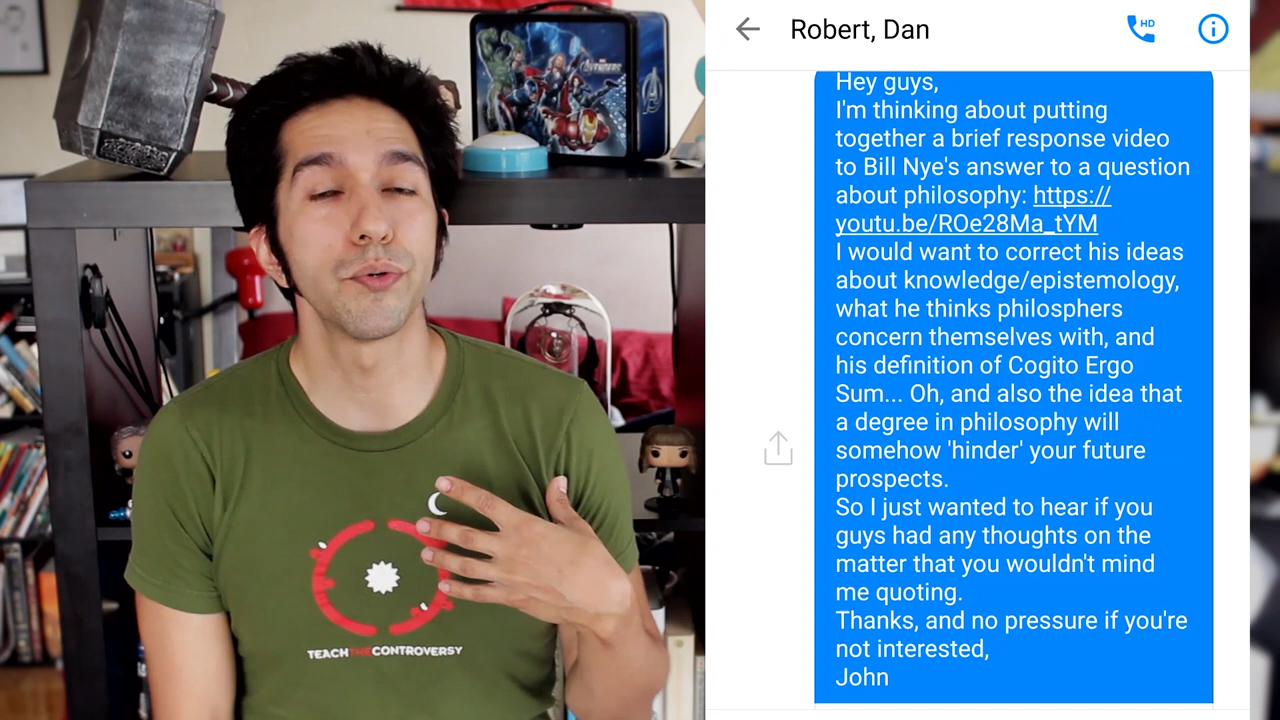 Robert, Dan
HD
Hey guys,
I'm thinking about putting
together a brief response video
to Bill Nye's answer to a question
about philosophy: https://
youtu.be/ROe28Ma_tYM
I would want to correct his ideas
about knowledge/epistemology,
what he thinks philosphers
concern themselves with, and
his definition of Cogito Ergo
Sum... Oh, and also the idea that
a degree in philosophy will
somehow 'hinder' your future
prospects.
So I just wanted to hear if you
guys had any thoughts on the
matter that you wouldn't mind
me quoting.
Thanks, and no pressure if you're
not interested,
John
AVENGERS
TEACH THE CONTROVERSY